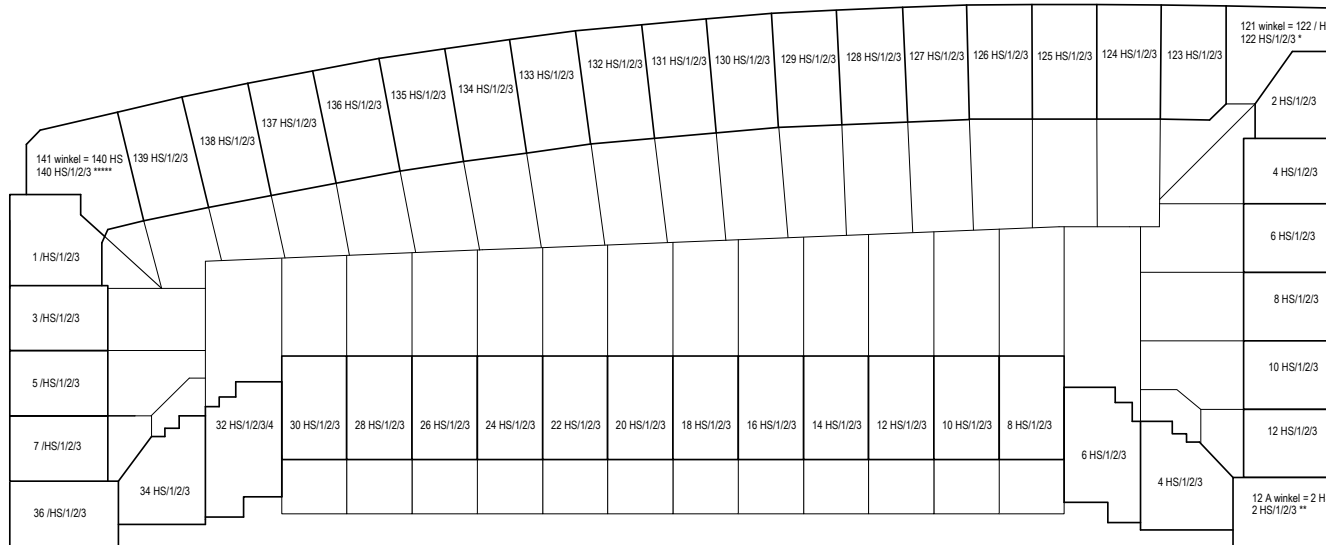 121 winkel = 122 / H
122 HS/1/2/3 *
123 HS/1/2/3
124 HS/1/2/3
125 HS/1/2/3
126 HS/1/2/3
127 HS/1/2/3
128 HS/1/2/3
129 HS/1/2/3
130 HS/1/2/3
131 HS/1/2/3
132 HS/1/2/3
133 HS/1/2/3
134 HS/1/2/3
135 HS/1/2/3
136 HS/1/2/3
137 HS/1/2/3
138 HS/1/2/3
139 HS/1/2/3
141 winkel = 140 HS
140 HS/1/2/3 *****
1 /HS/1/2/3
3 /HS/1/2/3
5 /HS/1/2/3
7 /HS/1/2/3
36 /HS/1/2/3
34 HS/1/2/3
32 HS/1/2/3/4
30 HS/1/2/3
28 HS/1/2/3
26 HS/1/2/3
24 HS/1/2/3
22 HS/1/2/3
20 HS/1/2/3
18 HS/1/2/3
16 HS/1/2/3
14 HS/1/2/3
12 HS/1/2/3
10 HS/1/2/3
8 HS/1/2/3
6 HS/1/2/3
4 HS/1/2/3
2 HS/1/2/3
4 HS/1/2/3
6 HS/1/2/3
8 HS/1/2/3
10 HS/1/2/3
12 HS/1/2/3
12 A winkel = 2 H
2 HS/1/2/3 **